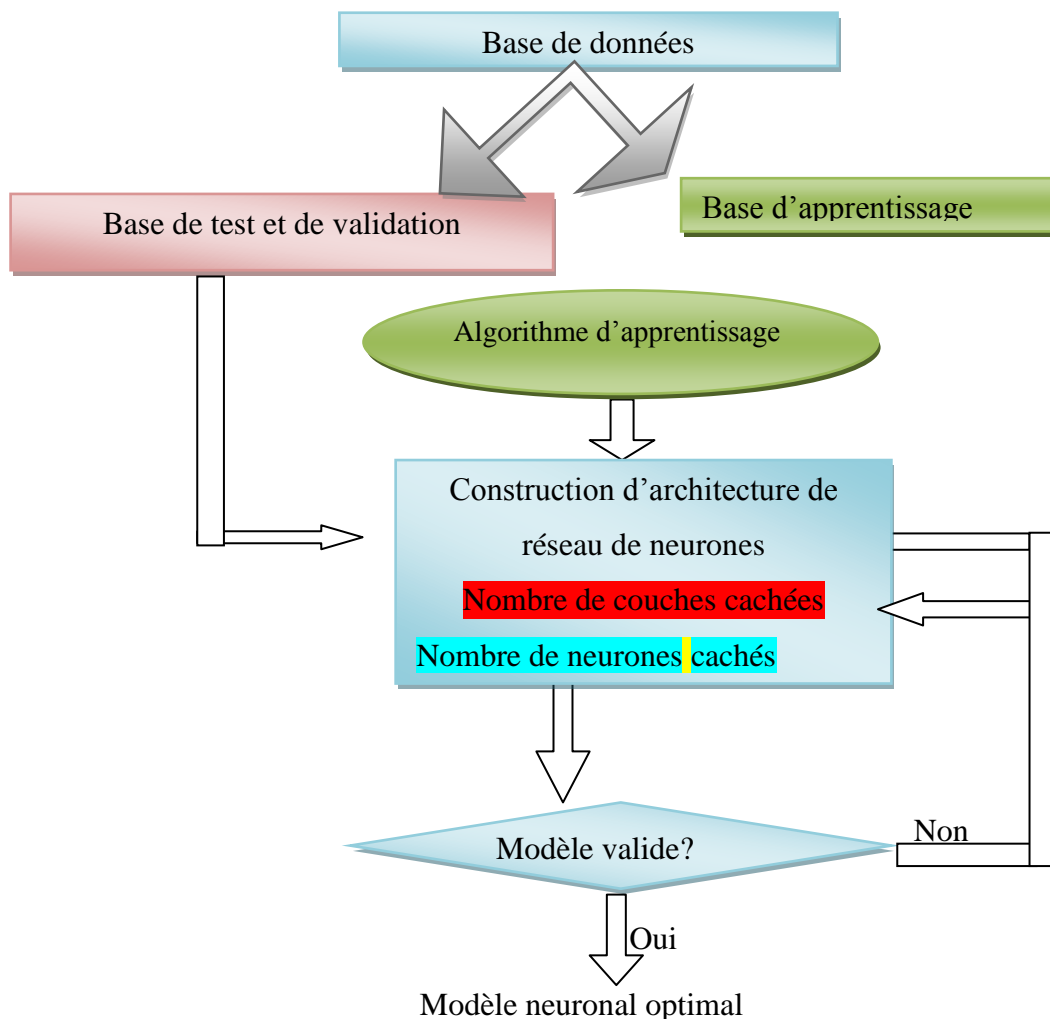 Base de données
Base de test et de validation
Base d'apprentissage
Algorithme d'apprentissage
Construction d'architecture de
réseau de neurones
Nombre de couches cachées
Nombre de neurones cachés
Modèle valide?
Non
Oui
Modèle neuronal optimal